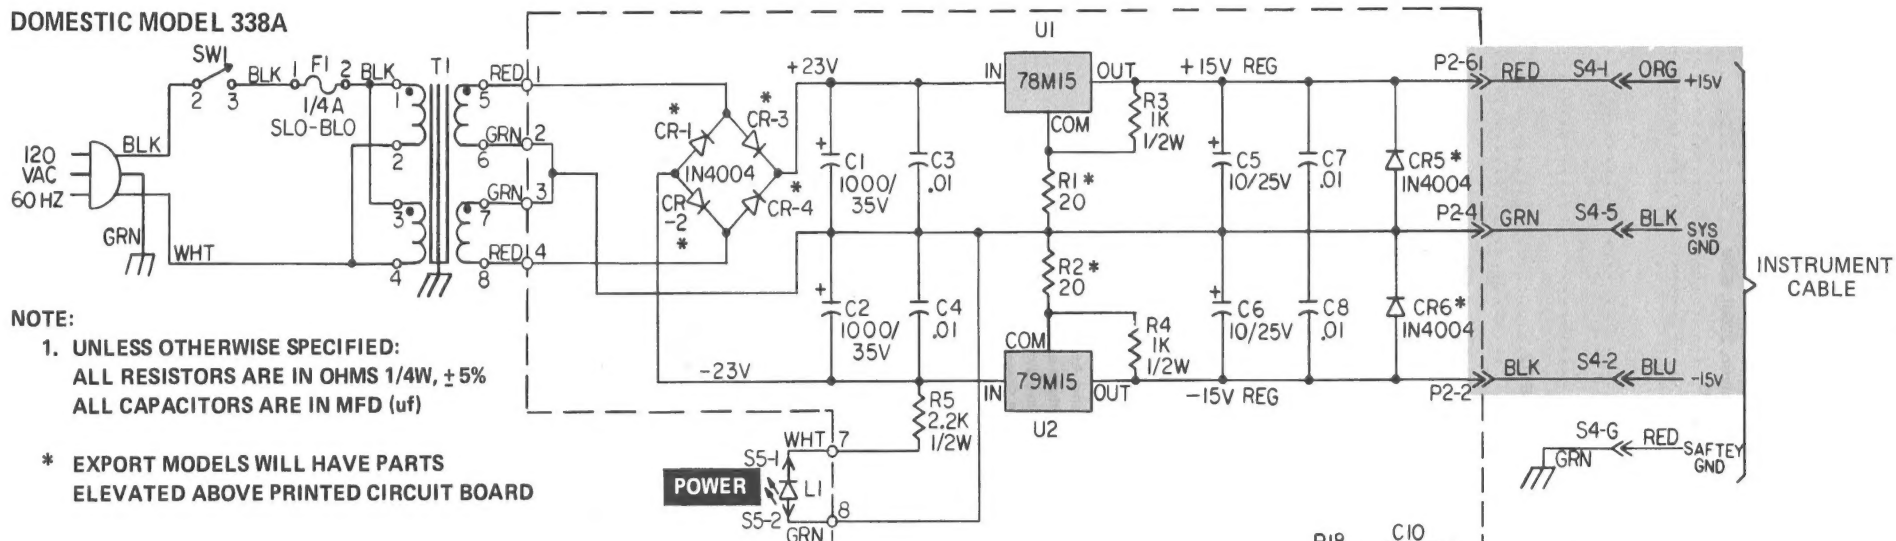 DOMESTIC MODEL 338A
SW1
2
3
BLK
1
F1
2
1/4 A
SLO-BLO
BLK
T1
1
2
3
4
5
6
7
8
RED
1
GRN
2
GRN
3
RED
4
BLK
120
VAC
60 HZ
GRN
WHT
*
CR-1
*
CR-3
IN4004
*
CR
-2
*
CR-4
+23V
+
C1
1000/
35V
C3
.01
+
C2
1000/
35V
C4
.01
-23V
U1
IN
78M15
OUT
COM
R3
1K
1/2W
R1*
20
R2*
20
COM
R4
1K
1/2W
IN
79M15
OUT
U2
+15V REG
+
C5
10/25V
C7
.01
CR5*
IN4004
+
C6
10/25V
C8
.01
CR6*
IN4004
-15V REG
R5
2.2K
1/2W
WHT
7
S5-1
POWER
L1
S5-2
8
GRN
P2-6
RED
S4-1
ORG
+15V
P2-4
GRN
S4-5
BLK
SYS
GND
P2-2
BLK
S4-2
BLU
-15V
S4-G
RED
GRN
SAFTEY
GND
INSTRUMENT
CABLE
C10
NOTE:
1. UNLESS OTHERWISE SPECIFIED:
ALL RESISTORS ARE IN OHMS 1/4W, ±5%
ALL CAPACITORS ARE IN MFD (uf)
* EXPORT MODELS WILL HAVE PARTS
ELEVATED ABOVE PRINTED CIRCUIT BOARD